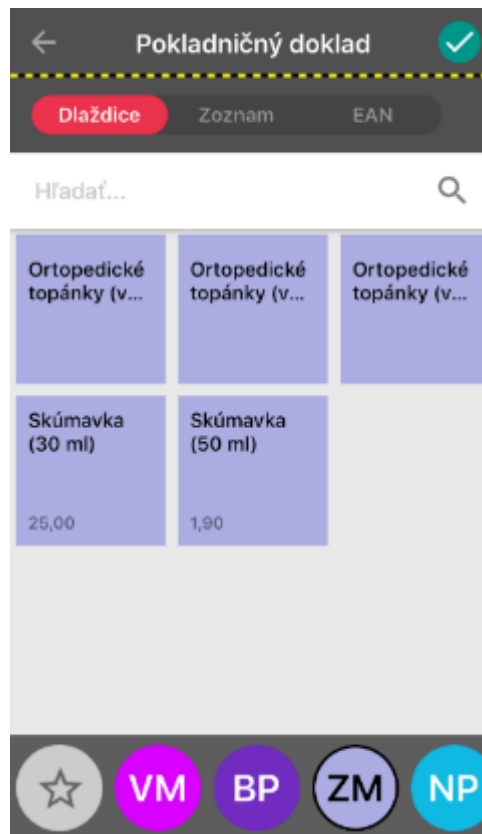 Pokladničný doklad
Dlaždice Zoznam EAN
Hľadať...
Ortopedické topánky (v...
Ortopedické topánky (v...
Ortopedické topánky (v...
Skúmavka (30 ml)
25,00
Skúmavka (50 ml)
1,90
VM BP ZM NP